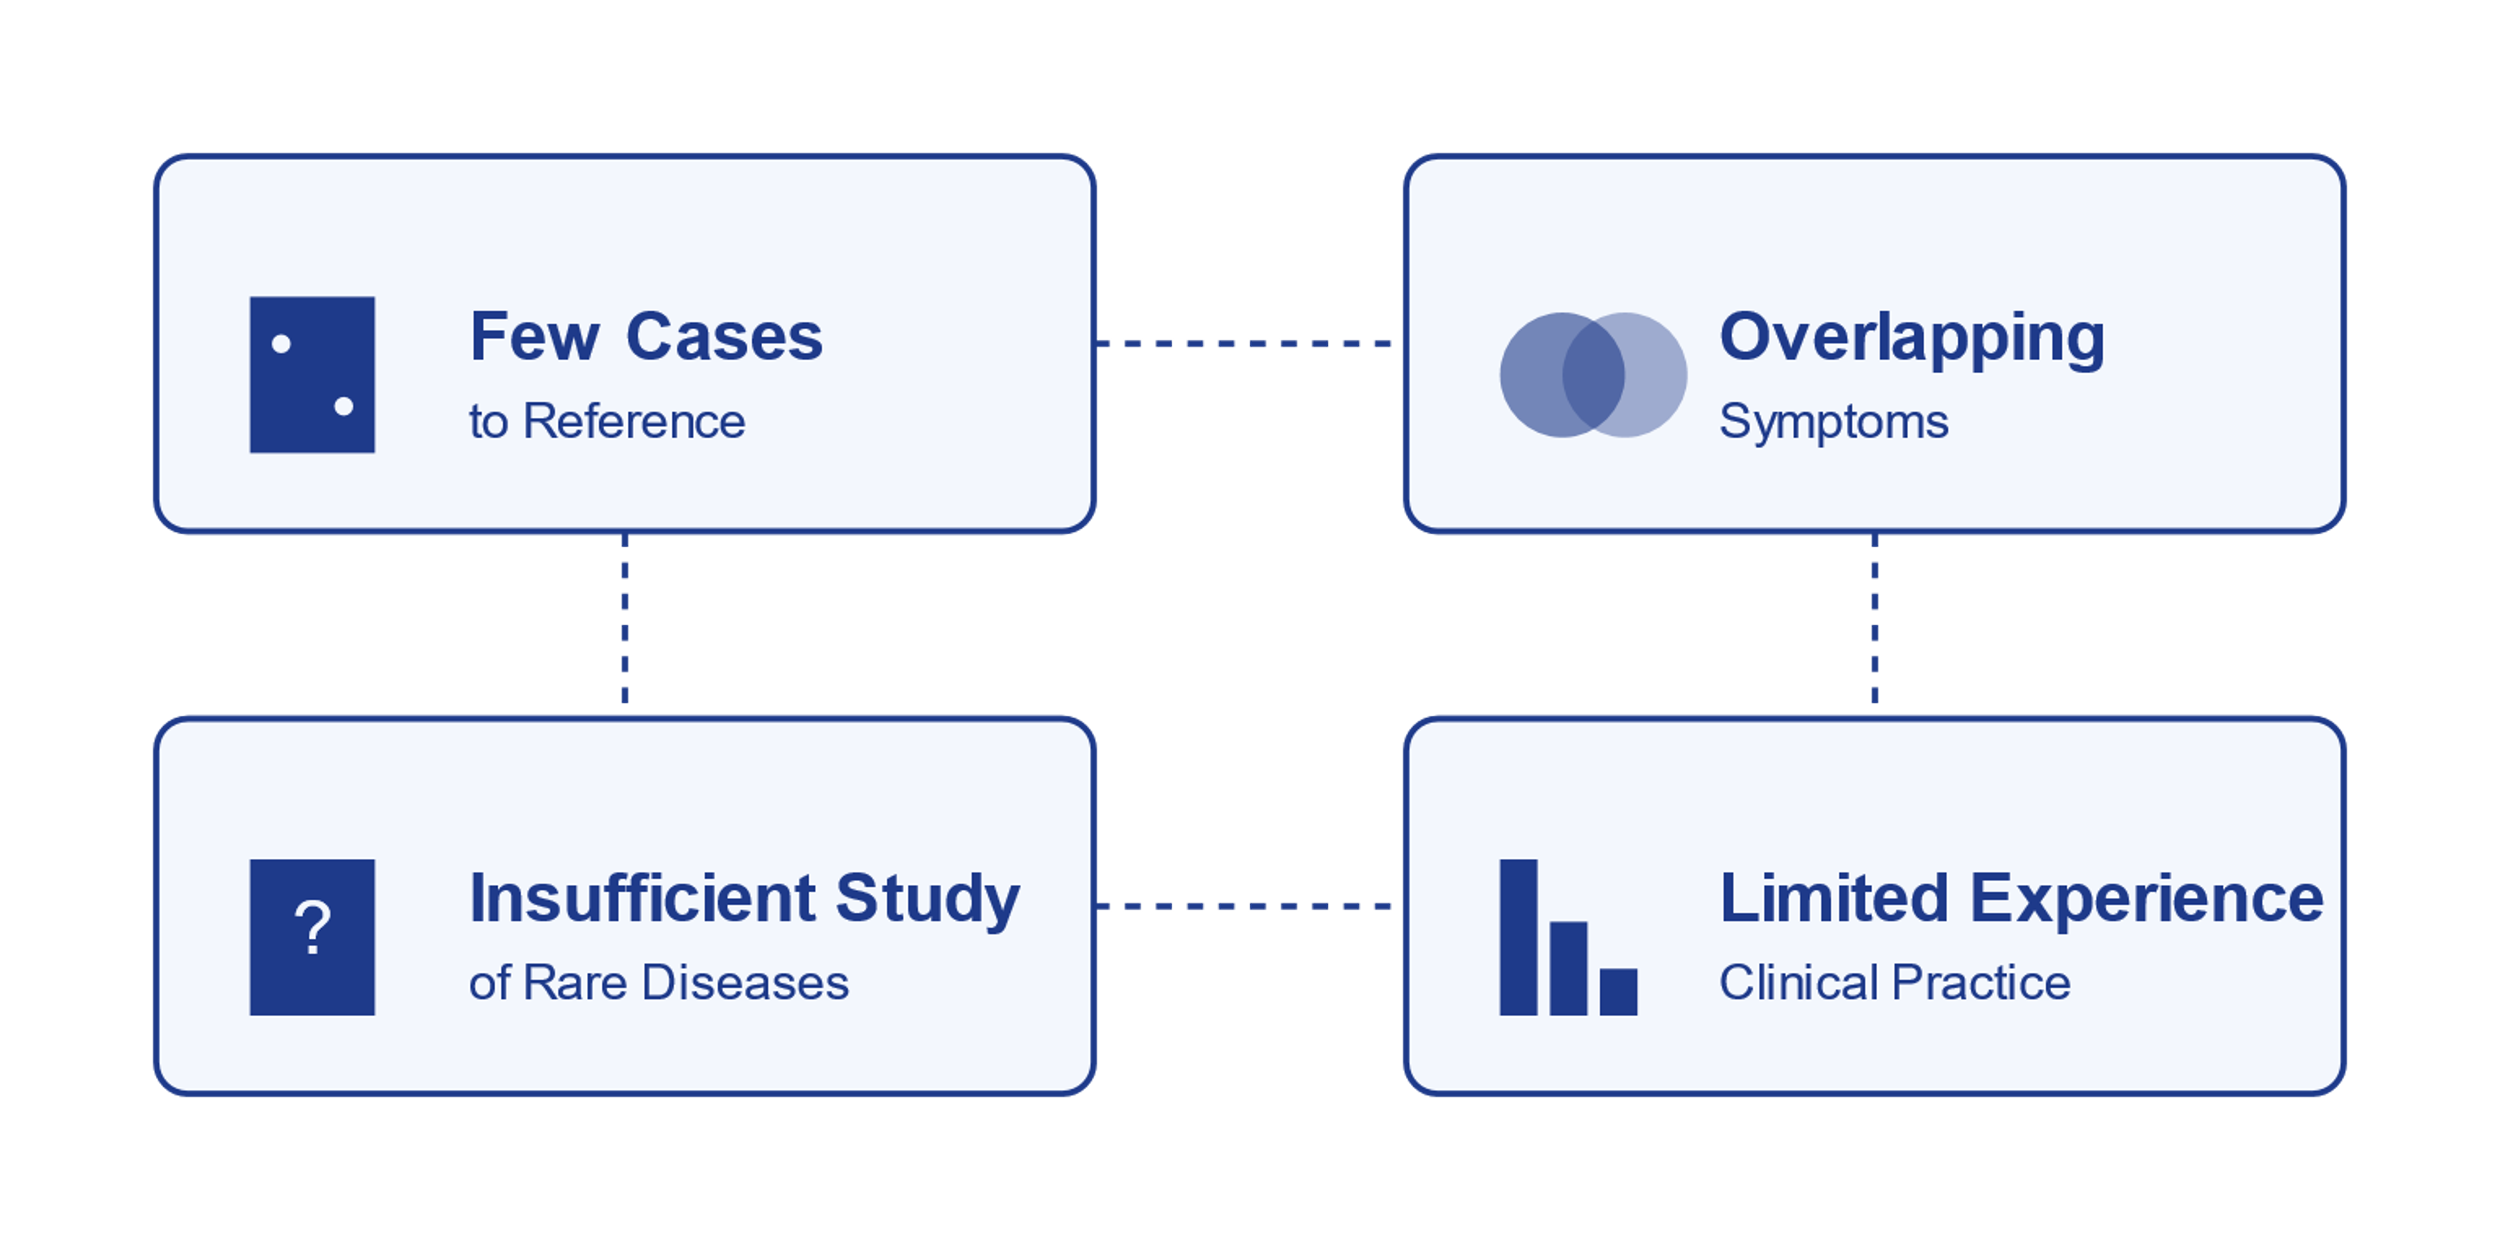 Few Cases
to Reference
Overlapping
Symptoms
?
Insufficient Study
of Rare Diseases
Limited Experience
Clinical Practice